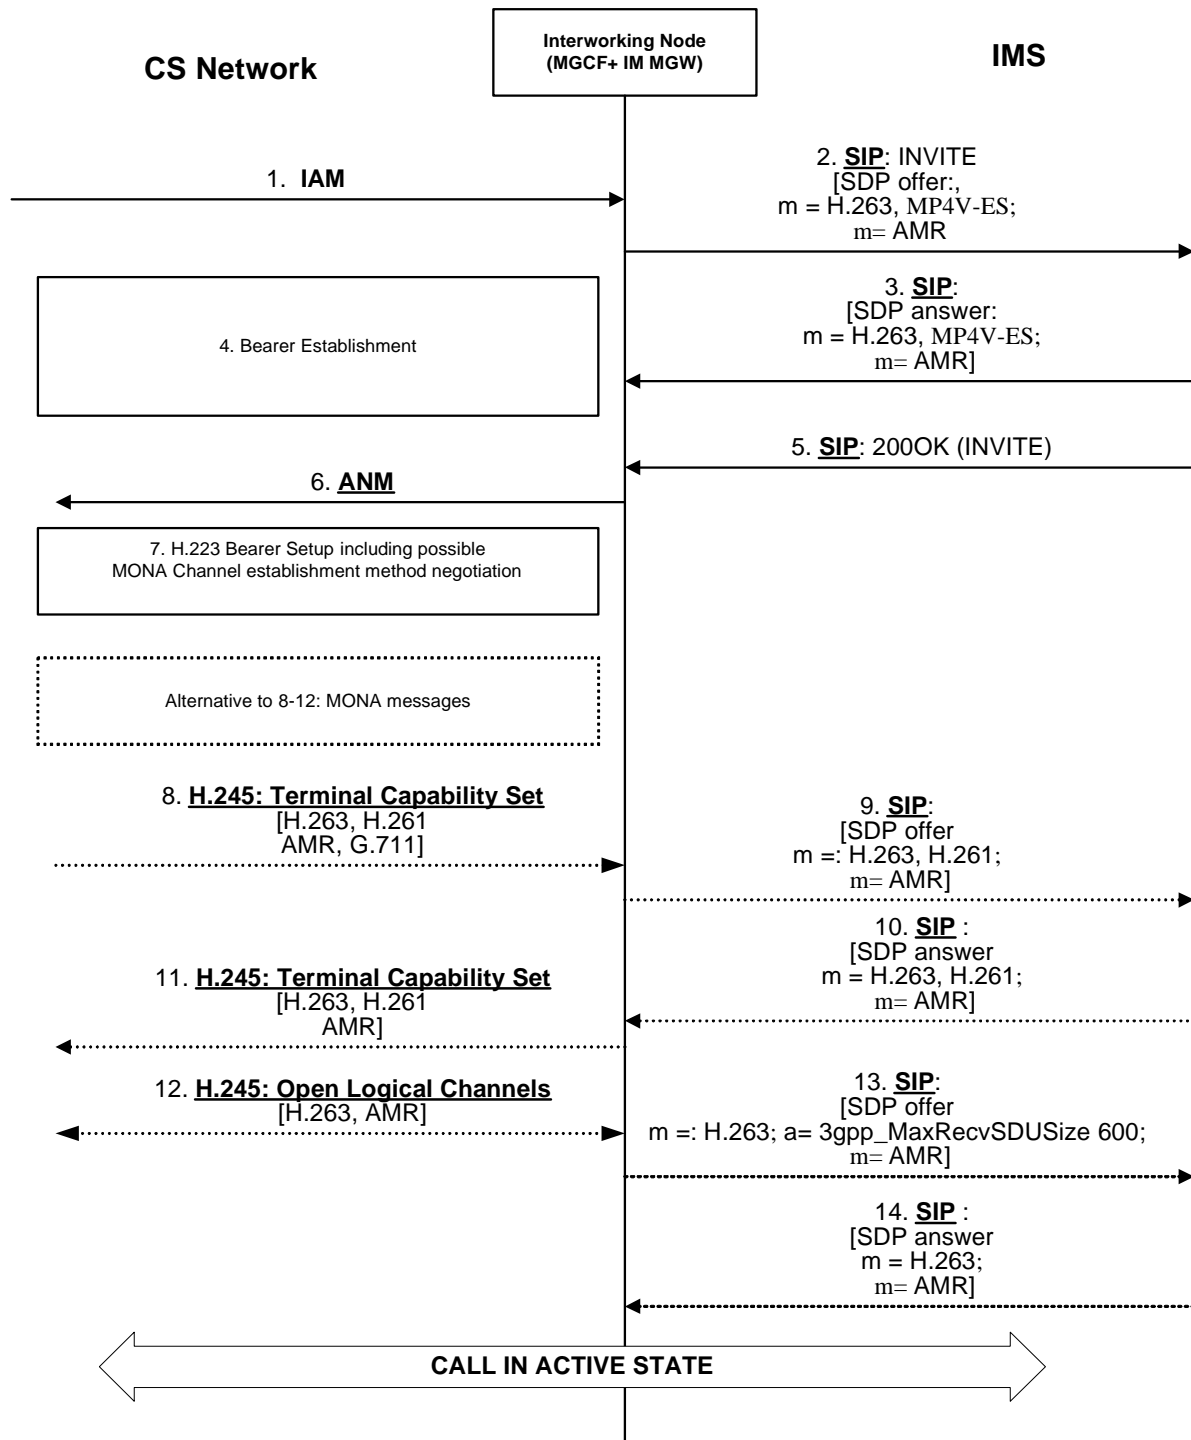 Interworking Node
(MGCF+ IM MGW)
CS Network
IMS
1. IAM
2. SIP: INVITE
[SDP offer:,
m = H.263, MP4V-ES;
m= AMR
3. SIP:
[SDP answer:
m = H.263, MP4V-ES;
m= AMR]
4. Bearer Establishment
5. SIP: 200OK (INVITE)
6. ANM
7. H.223 Bearer Setup including possible
MONA Channel establishment method negotiation
Alternative to 8-12: MONA messages
8. H.245: Terminal Capability Set
[H.263, H.261
AMR, G.711]
9. SIP:
[SDP offer
m =: H.263, H.261;
m= AMR]
10. SIP :
[SDP answer
m = H.263, H.261;
m= AMR]
11. H.245: Terminal Capability Set
[H.263, H.261
AMR]
12. H.245: Open Logical Channels
[H.263, AMR]
13. SIP:
[SDP offer
m =: H.263; a= 3gpp_MaxRecvSDUSize 600;
m= AMR]
14. SIP :
[SDP answer
m = H.263;
m= AMR]
CALL IN ACTIVE STATE